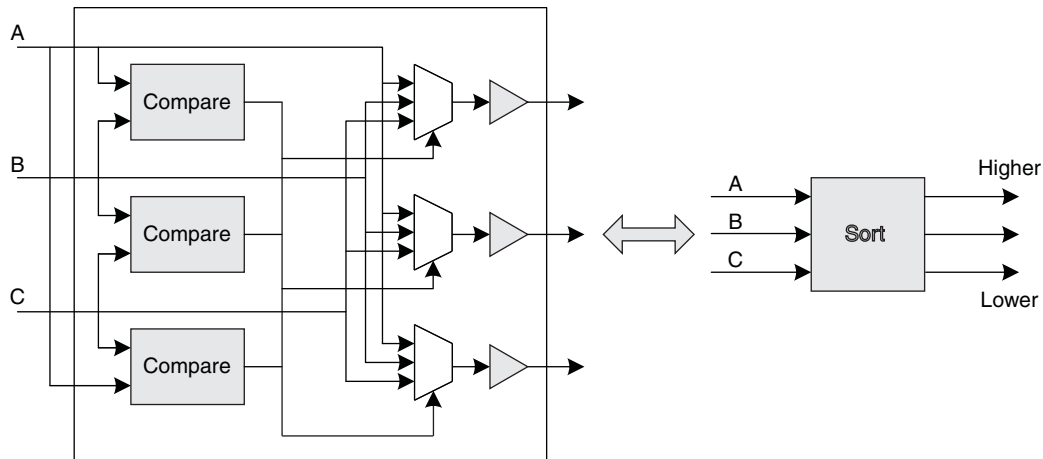 A
Compare
B
Compare
C
Compare
A
B
C
Sort
Higher
Lower